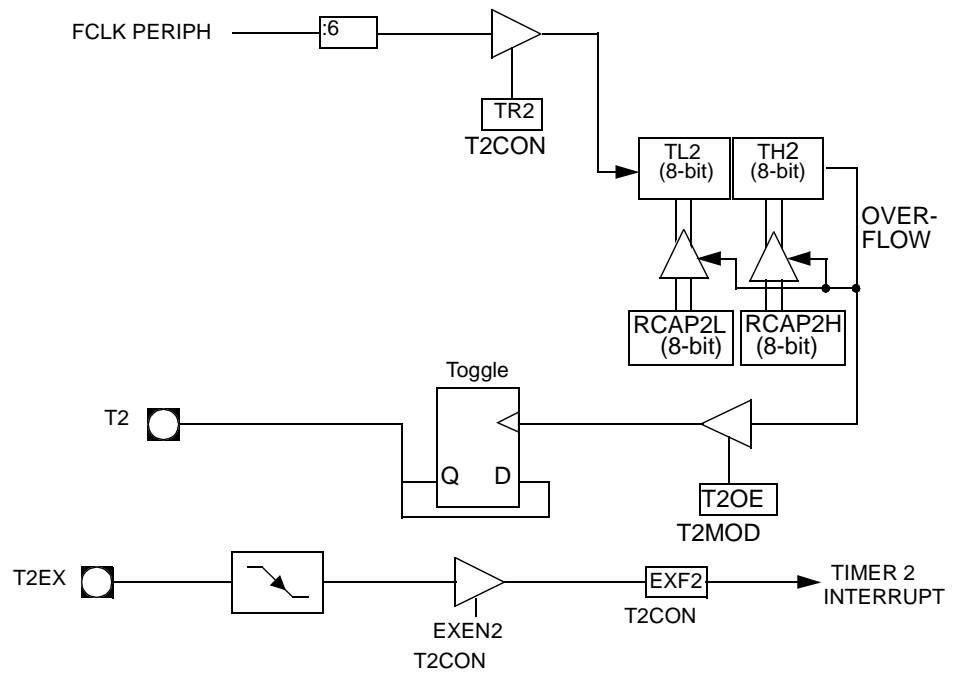 FCLK PERIPH
:6
TR2
T2CON
TL2
(8-bit)
TH2
(8-bit)
OVER-
FLOW
RCAP2L
(8-bit)
RCAP2H
(8-bit)
Toggle
T2
Q D
T2OE
T2MOD
T2EX
EXEN2
T2CON
EXF2
T2CON
TIMER 2
INTERRUPT